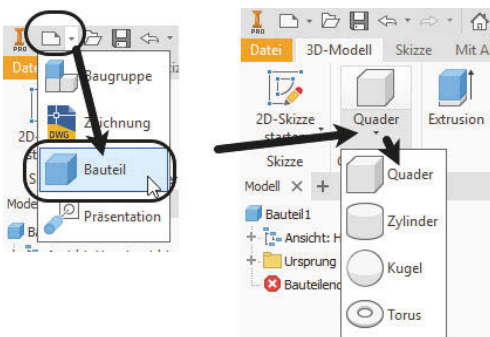 PRO
Baugruppe
Zeichnung
DWG
2D-
Bauteil
Präsentation
PRO
Datei 3D-Modell Skizze Mit A
2D-Skizze
Quader
Extrusion
Skizze
Modell × +
Bauteil1
Ansicht: H
Ursprung
Bauteilend
Quader
Zylinder
Kugel
Torus